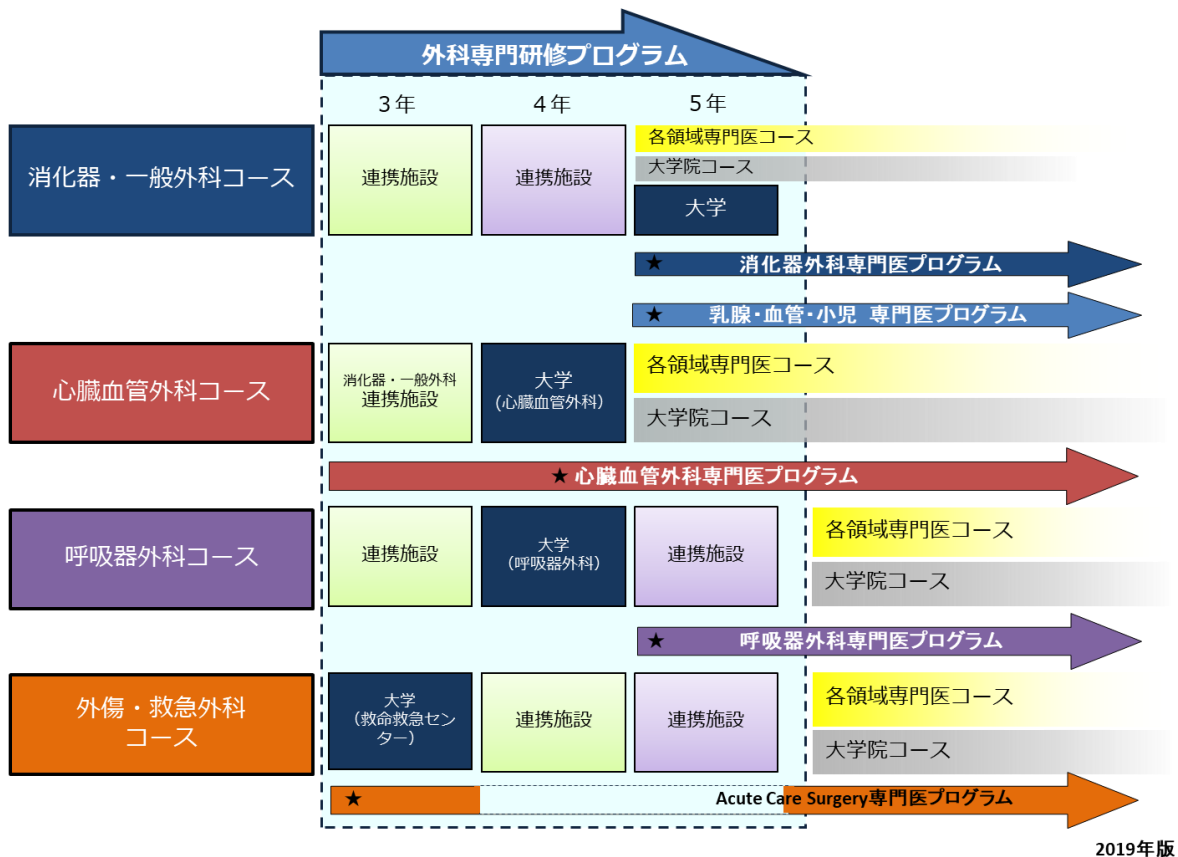 外科専門研修プログラム
3年
4年
5年
消化器・一般外科コース
連携施設
連携施設
各領域専門医コース
大学院コース
大学
★ 消化器外科専門医プログラム
★ 乳腺・血管・小児 専門医プログラム
心臓血管外科コース
消化器・一般外科
連携施設
大学
(心臓血管外科)
各領域専門医コース
大学院コース
★ 心臓血管外科専門医プログラム
呼吸器外科コース
連携施設
大学
(呼吸器外科)
連携施設
各領域専門医コース
大学院コース
★ 呼吸器外科専門医プログラム
外傷・救急外科
コース
大学
(救命救急セン
ター)
連携施設
連携施設
各領域専門医コース
大学院コース
★ Acute Care Surgery専門医プログラム
2019年版